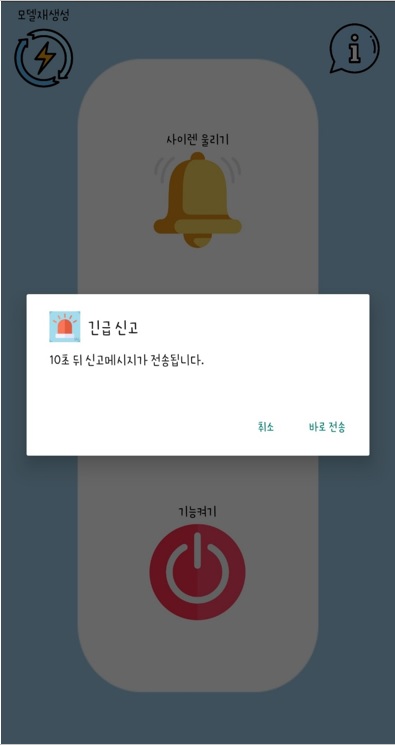 모델재생성
사이렌 울리기
긴급 신고
10초 뒤 신고메시지가 전송됩니다.
취소
바로 전송
기능켜기